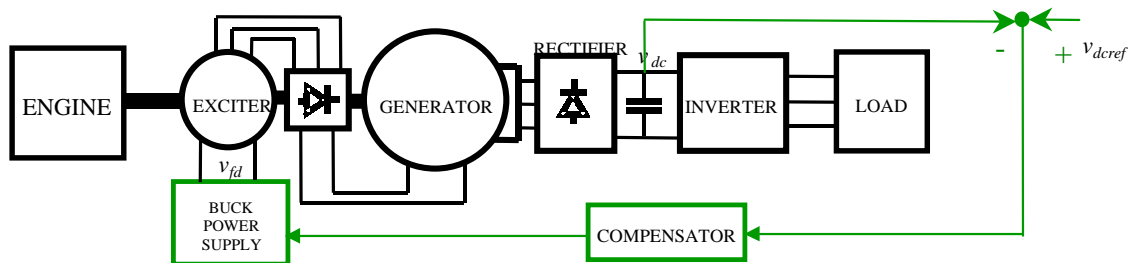 RECTIFIER
v dc
- + v dcref
ENGINE
EXCITER
GENERATOR
INVERTER
LOAD
v fd
BUCK
POWER
SUPPLY
COMPENSATOR